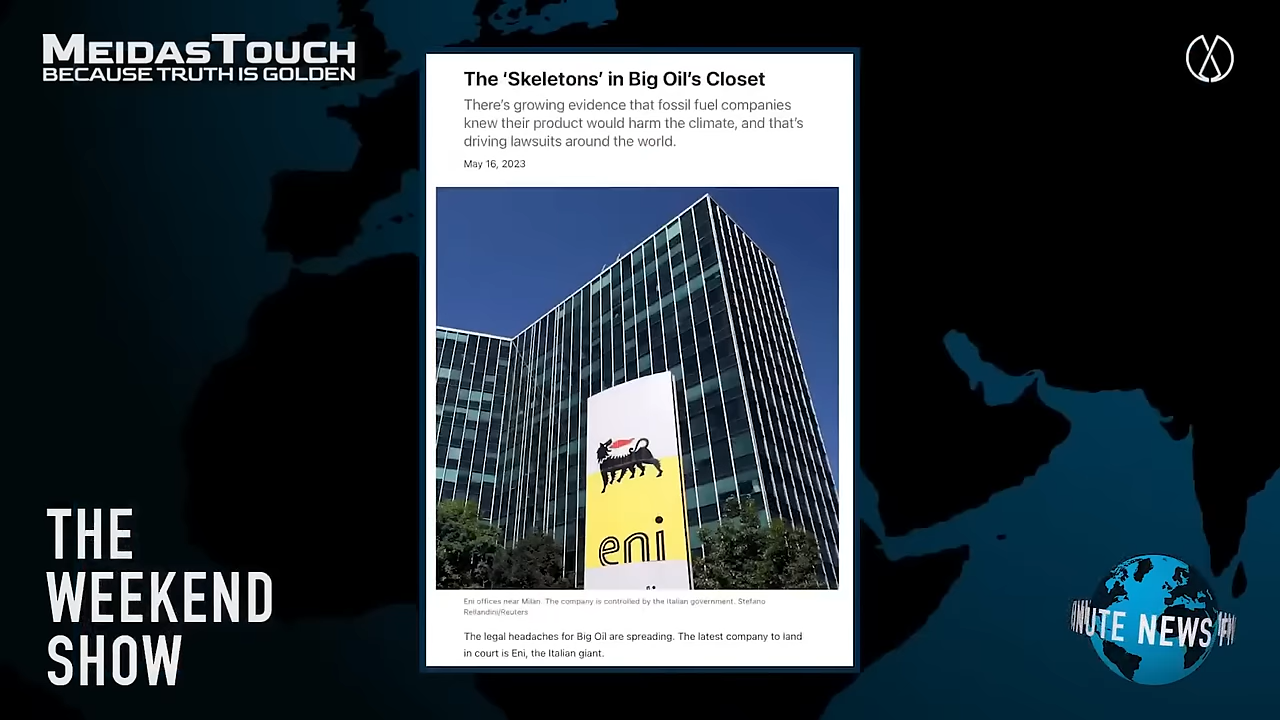 MEIDASTOUCH
BECAUSE TRUTH IS GOLDEN
The ‘Skeletons’ in Big Oil’s Closet
There’s growing evidence that fossil fuel companies
knew their product would harm the climate, and that’s
driving lawsuits around the world.
May 16, 2023
eni
Eni offices near Milan. The company is controlled by the Italian government. Stefano
Rellandini/Reuters
The legal headaches for Big Oil are spreading. The latest company to land
in court is Eni, the Italian giant.
THE
WEEKEND
SHOW
NUTE NEWS